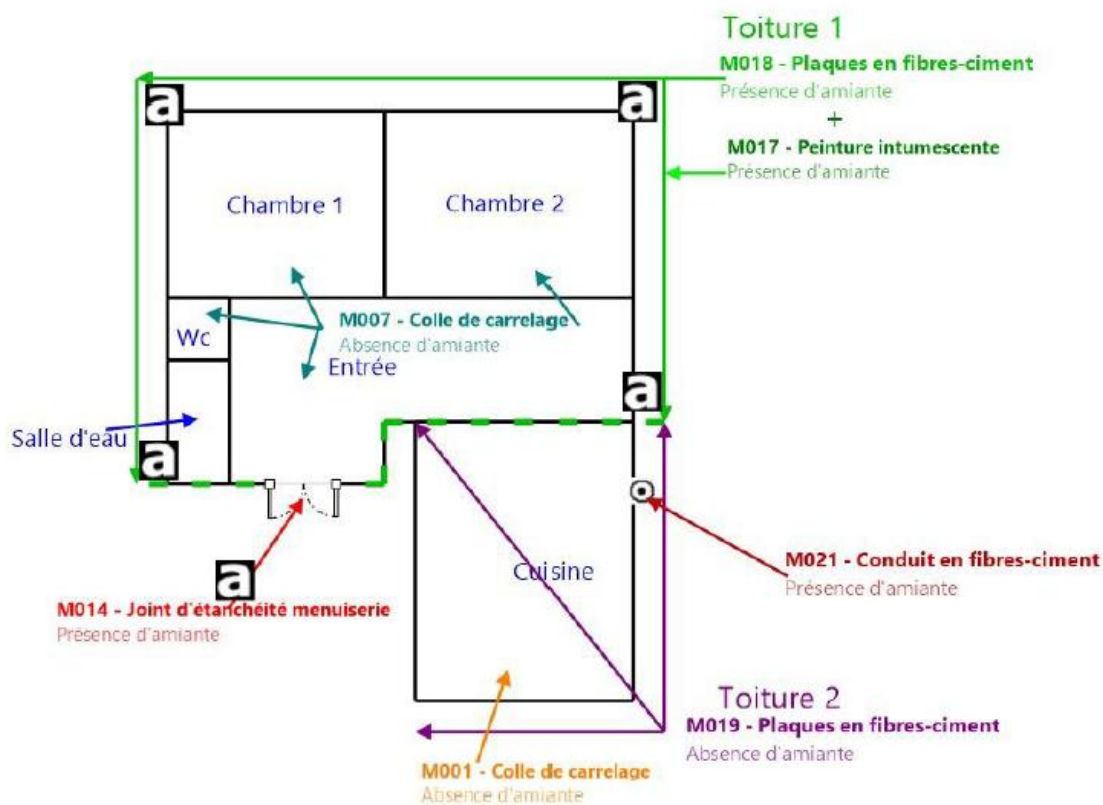 Toiture 1
M018 - Plaques en fibres-ciment
Présence d'amiante
+
M017 - Peinture intumescente
Présence d'amiante
a
a
Chambre 1
Chambre 2
M007 - Colle de carrelage
Absence d'amiante
Wc
Entrée
a
Salle d'eau
a
M021 - Conduit en fibres-ciment
Présence d'amiante
Cuisine
a
M014 - Joint d'étanchéité menuiserie
Présence d'amiante
Toiture 2
M019 - Plaques en fibres-ciment
Absence d'amiante
M001 - Colle de carrelage
Absence d'amiante